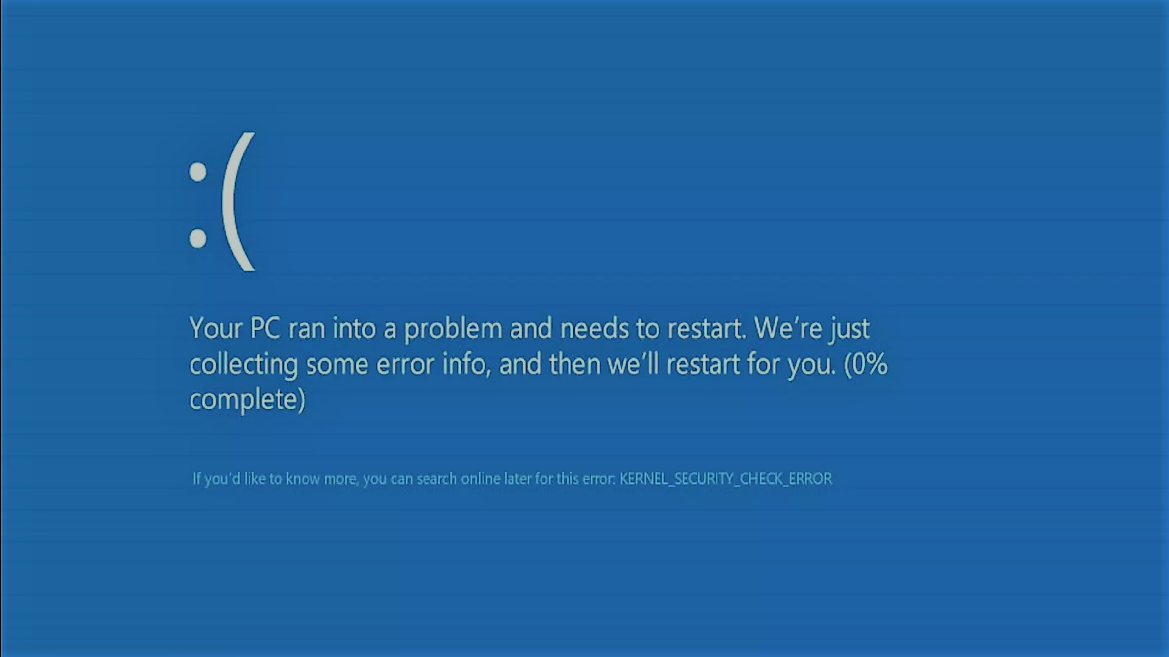 :(
Your PC ran into a problem and needs to restart. We’re just
collecting some error info, and then we’ll restart for you. (0%
complete)
If you’d like to know more, you can search online later for this error: KERNEL_SECURITY_CHECK_ERROR